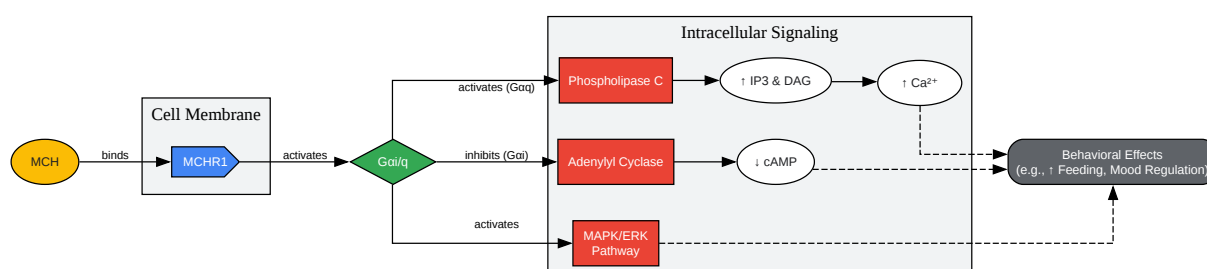 Intracellular Signaling
Phospholipase C
↑ IP3 & DAG
↑ Ca²⁺
activates (Gαq)
Cell Membrane
MCH
binds
MCHR1
activates
Gαi/q
inhibits (Gαi)
Adenylyl Cyclase
↓ cAMP
Behavioral Effects
(e.g., ↑ Feeding, Mood Regulation)
activates
MAPK/ERK
Pathway